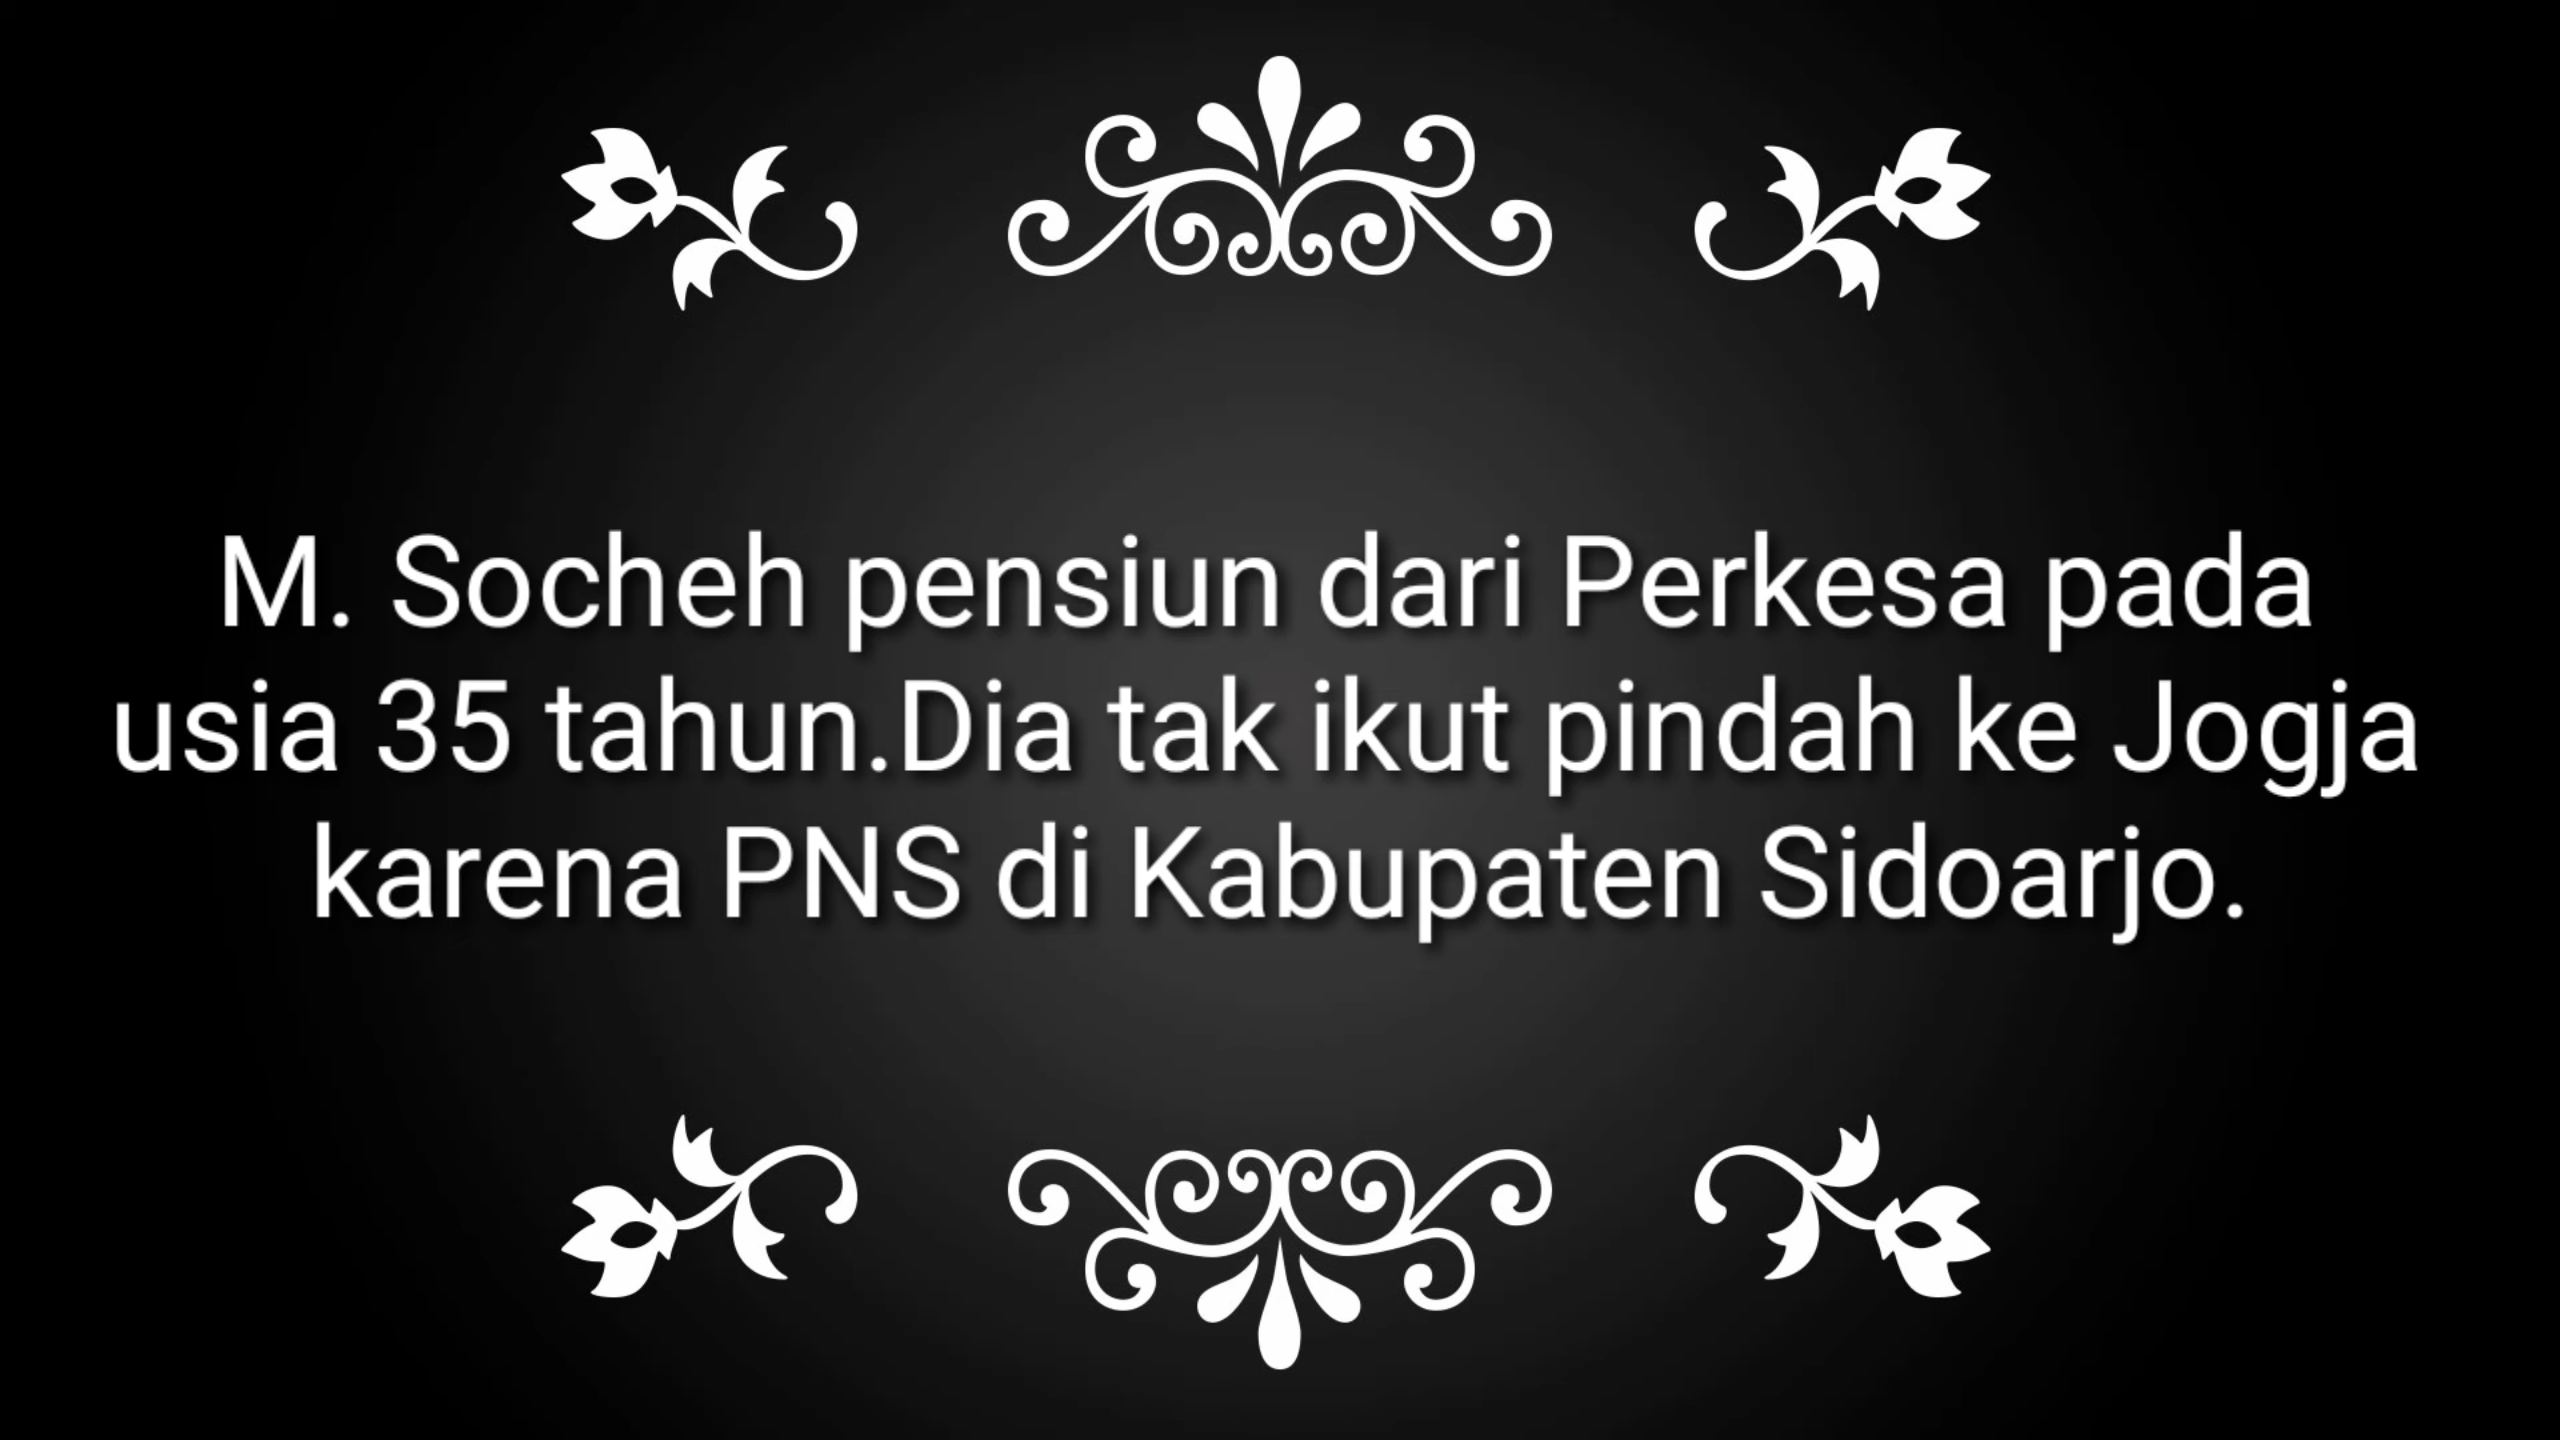 M. Socheh pensiun dari Perkesa pada
usia 35 tahun.Dia tak ikut pindah ke Jogja
karena PNS di Kabupaten Sidoarjo.